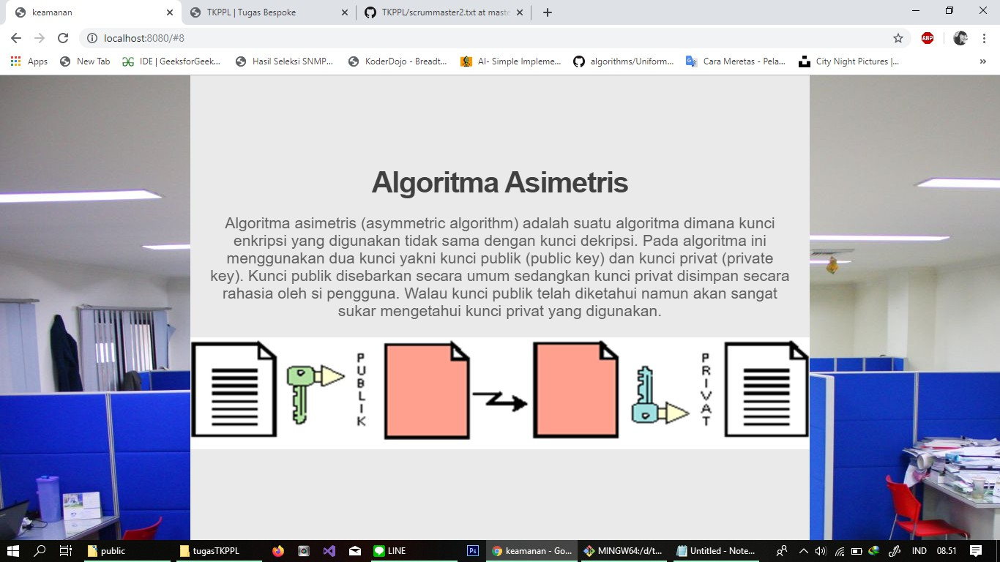 keamanan
TKPPL | Tugas Bespoke
TKPPL/scrummaster2.txt at maste
localhost:8080/#8
ABP
Apps
New Tab
IDE | GeeksforGeek...
Hasil Seleksi SNMP...
KoderDojo - Breadt...
AI- Simple Impleme...
algorithms/Uniform...
Cara Meretas - Pela...
City Night Pictures |...
»
Algoritma Asimetris
Algoritma asimetris (asymmetric algorithm) adalah suatu algoritma dimana kunci
enkripsi yang digunakan tidak sama dengan kunci dekripsi. Pada algoritma ini
menggunakan dua kunci yakni kunci publik (public key) dan kunci privat (private
key). Kunci publik disebarkan secara umum sedangkan kunci privat disimpan secara
rahasia oleh si pengguna. Walau kunci publik telah diketahui namun akan sangat
sukar mengetahui kunci privat yang digunakan.
PUBLIK
PRIVAT
public
tugasTKPPL
LINE
Ps
keamanan - Go...
MINGW64:/d/t...
Untitled - Note...
IND
08.51